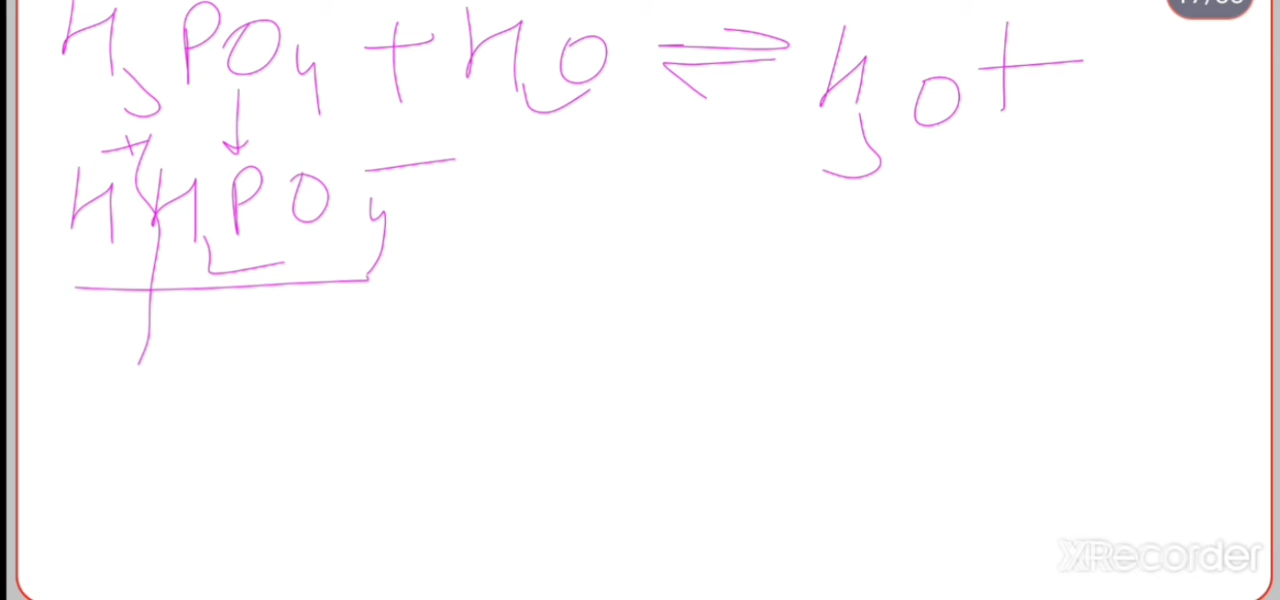 H₃PO₄ + H₂O ⇌ H₃O+
H⁺ H₂PO₄⁻
XRecorder